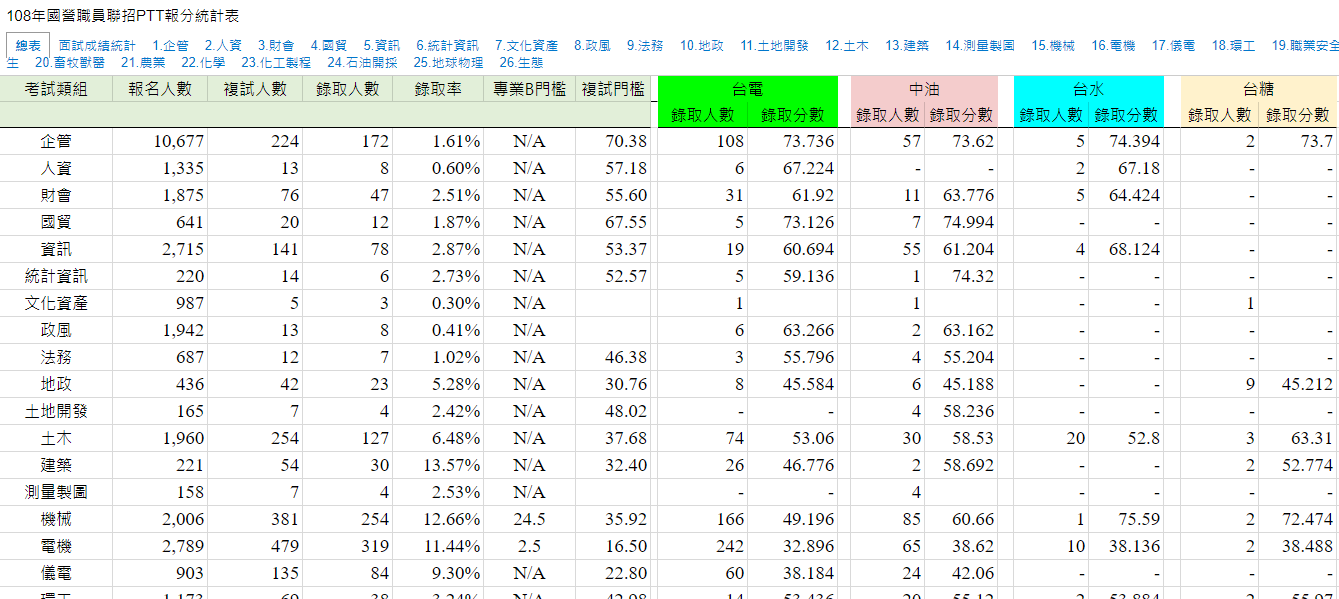 108年國營職員聯招PTT報分統計表
總表 面試成績統計 1.企管 2.人資 3.財會 4.國貿 5.資訊 6.統計資訊 7.文化資產 8.政風 9.法務 10.地政 11.土地開發 12.土木 13.建築 14.測量製圖 15.機械 16.電機 17.儀電 18.環工 19.職業安全
生 20.畜牧獸醫 21.農業 22.化學 23.化工製程 24.石油開採 25.地球物理 26.生態
考試類組 報名人數 複試人數 錄取人數 錄取率 專業B門檻 複試門檻 台電 中油 台水 台糖
錄取人數 錄取分數 錄取人數 錄取分數 錄取人數 錄取分數 錄取人數 錄取分數
企管 10,677 224 172 1.61% N/A 70.38 108 73.736 57 73.62 5 74.394 2 73.7
人資 1,335 13 8 0.60% N/A 57.18 6 67.224 - - 2 67.18 - -
財會 1,875 76 47 2.51% N/A 55.60 31 61.92 11 63.776 5 64.424 - -
國貿 641 20 12 1.87% N/A 67.55 5 73.126 7 74.994 - - - -
資訊 2,715 141 78 2.87% N/A 53.37 19 60.694 55 61.204 4 68.124 - -
統計資訊 220 14 6 2.73% N/A 52.57 5 59.136 1 74.32 - - - -
文化資產 987 5 3 0.30% N/A 1 1 - - 1
政風 1,942 13 8 0.41% N/A 6 63.266 2 63.162 - - - -
法務 687 12 7 1.02% N/A 46.38 3 55.796 4 55.204 - - - -
地政 436 42 23 5.28% N/A 30.76 8 45.584 6 45.188 - - 9 45.212
土地開發 165 7 4 2.42% N/A 48.02 - - 4 58.236 - - - -
土木 1,960 254 127 6.48% N/A 37.68 74 53.06 30 58.53 20 52.8 3 63.31
建築 221 54 30 13.57% N/A 32.40 26 46.776 2 58.692 - - 2 52.774
測量製圖 158 7 4 2.53% N/A - - 4 - - - -
機械 2,006 381 254 12.66% 24.5 35.92 166 49.196 85 60.66 1 75.59 2 72.474
電機 2,789 479 319 11.44% 2.5 16.50 242 32.896 65 38.62 10 38.136 2 38.488
儀電 903 135 84 9.30% N/A 22.80 60 38.184 24 42.06 - - - -